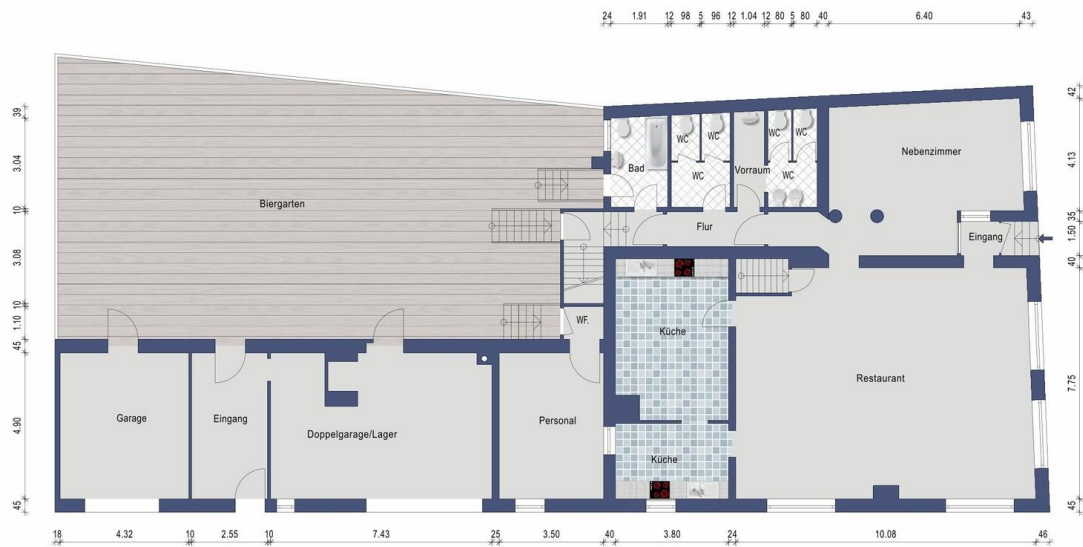 24 1.91 12 98 5 96 12 1.04 12 80 5 80 40 6.40 43
39
3.04
10
3.08
10
1.10
45
4.90
45
42
4.13
35
1.50
40
7.75
45
WC
WC
WC
WC
Bad
WC
Vorraum
WC
Nebenzimmer
Biergarten
Flur
Eingang
WF.
Küche
Restaurant
Garage
Eingang
Doppelgarage/Lager
Personal
Küche
18 4.32 10 2.55 10 7.43 25 3.50 40 3.80 24 10.08 46